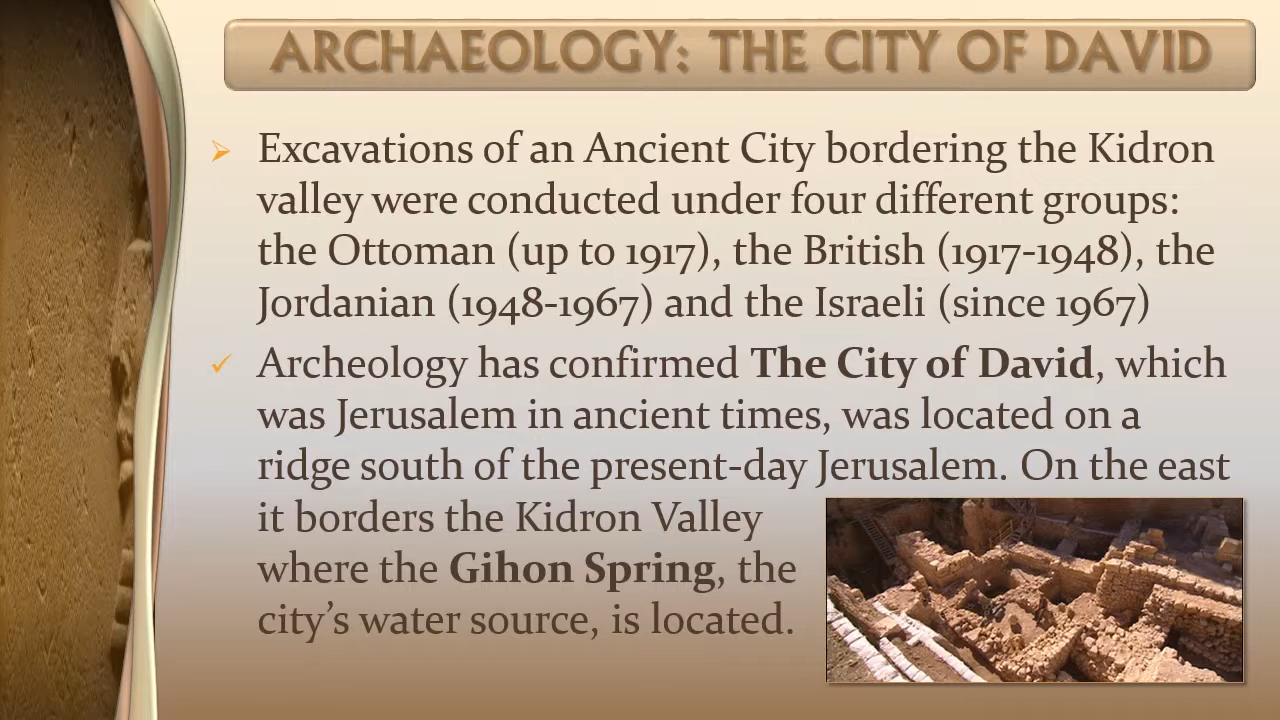 ARCHAEOLOGY: THE CITY OF DAVID
Excavations of an Ancient City bordering the Kidron
valley were conducted under four different groups:
the Ottoman (up to 1917), the British (1917-1948), the
Jordanian (1948-1967) and the Israeli (since 1967)
Archeology has confirmed The City of David, which
was Jerusalem in ancient times, was located on a
ridge south of the present-day Jerusalem. On the east
it borders the Kidron Valley
where the Gihon Spring, the
city’s water source, is located.